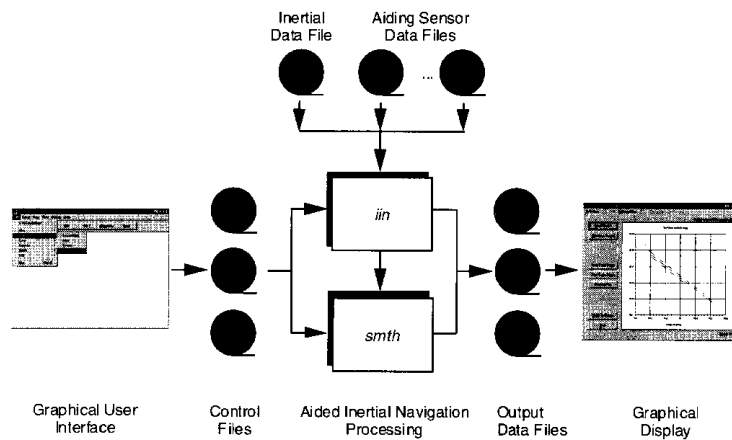 Inertial
Data File
Aiding Sensor
Data Files
...
iin
smth
Graphical User
Interface
Control
Files
Aided Inertial Navigation
Processing
Output
Data Files
Graphical
Display